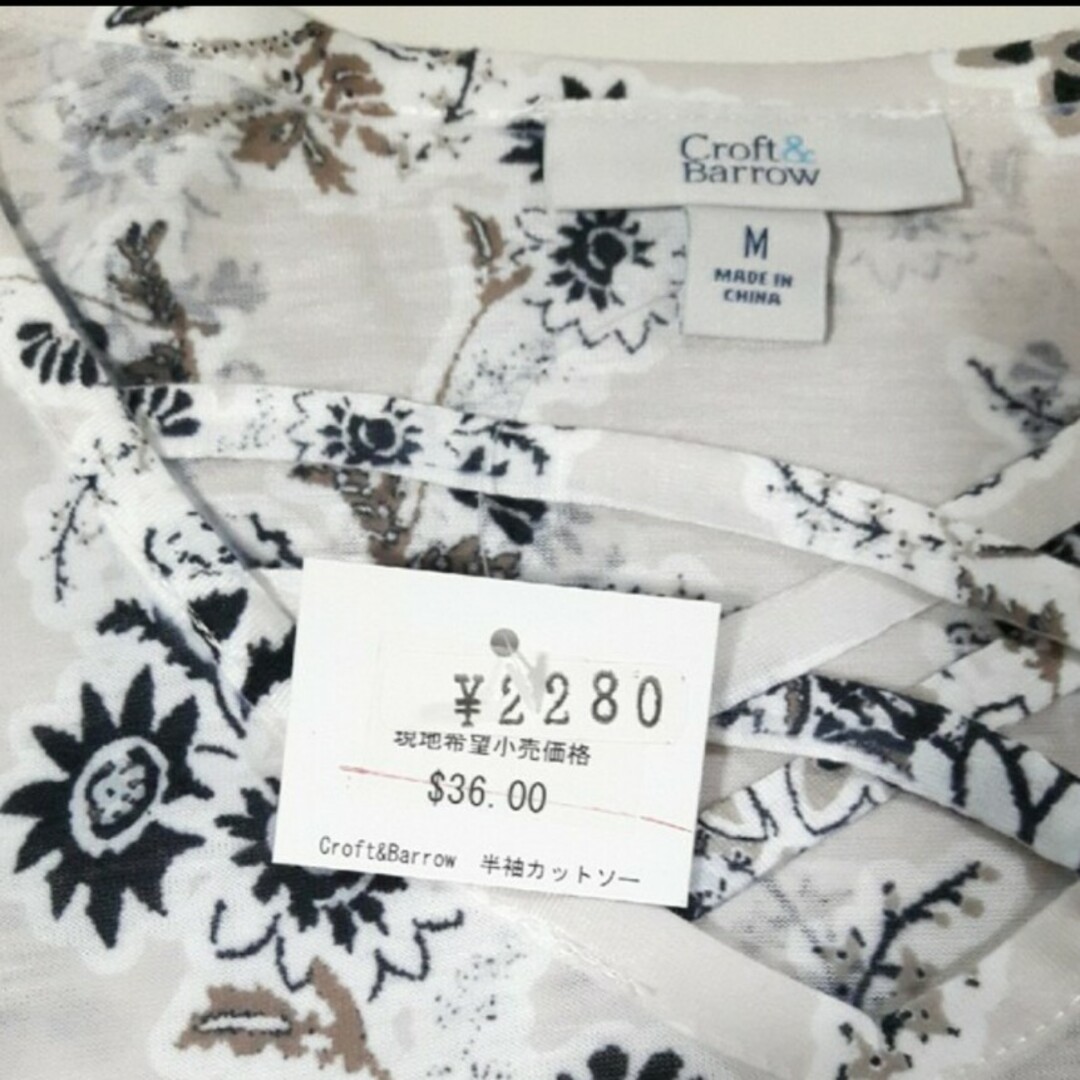 Croft&
Barrow
M
MADE IN
CHINA
¥2280
現地希望小売価格
$36.00
Croft&Barrow 半袖カットソー